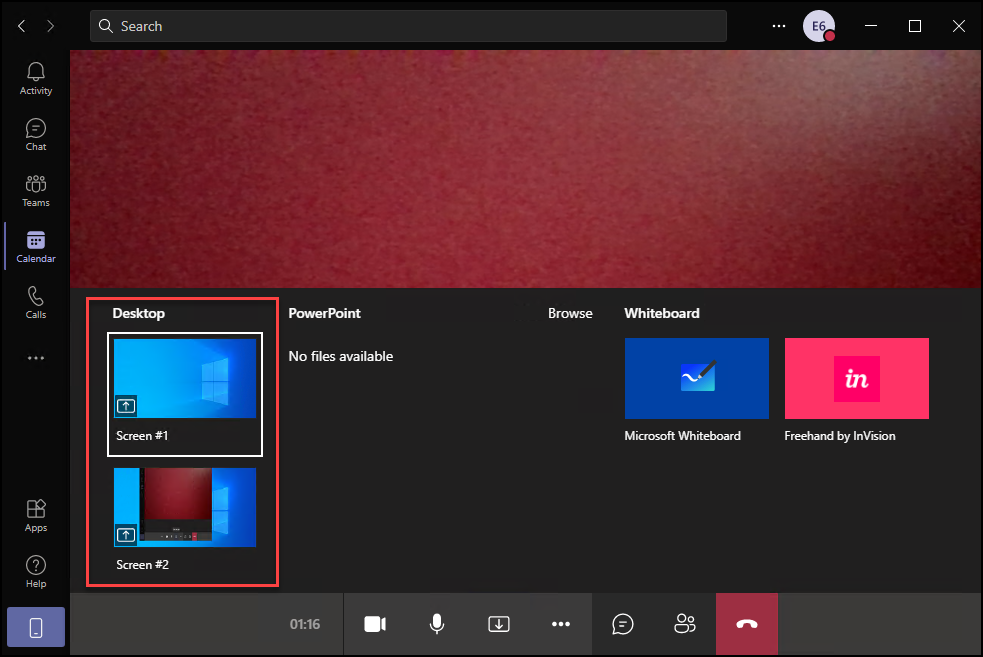 Search
E6
Activity
Chat
Teams
Calendar
Calls
Apps
Help
Desktop
Screen #1
Screen #2
PowerPoint
Browse
No files available
Whiteboard
in
Microsoft Whiteboard
Freehand by InVision
01:16